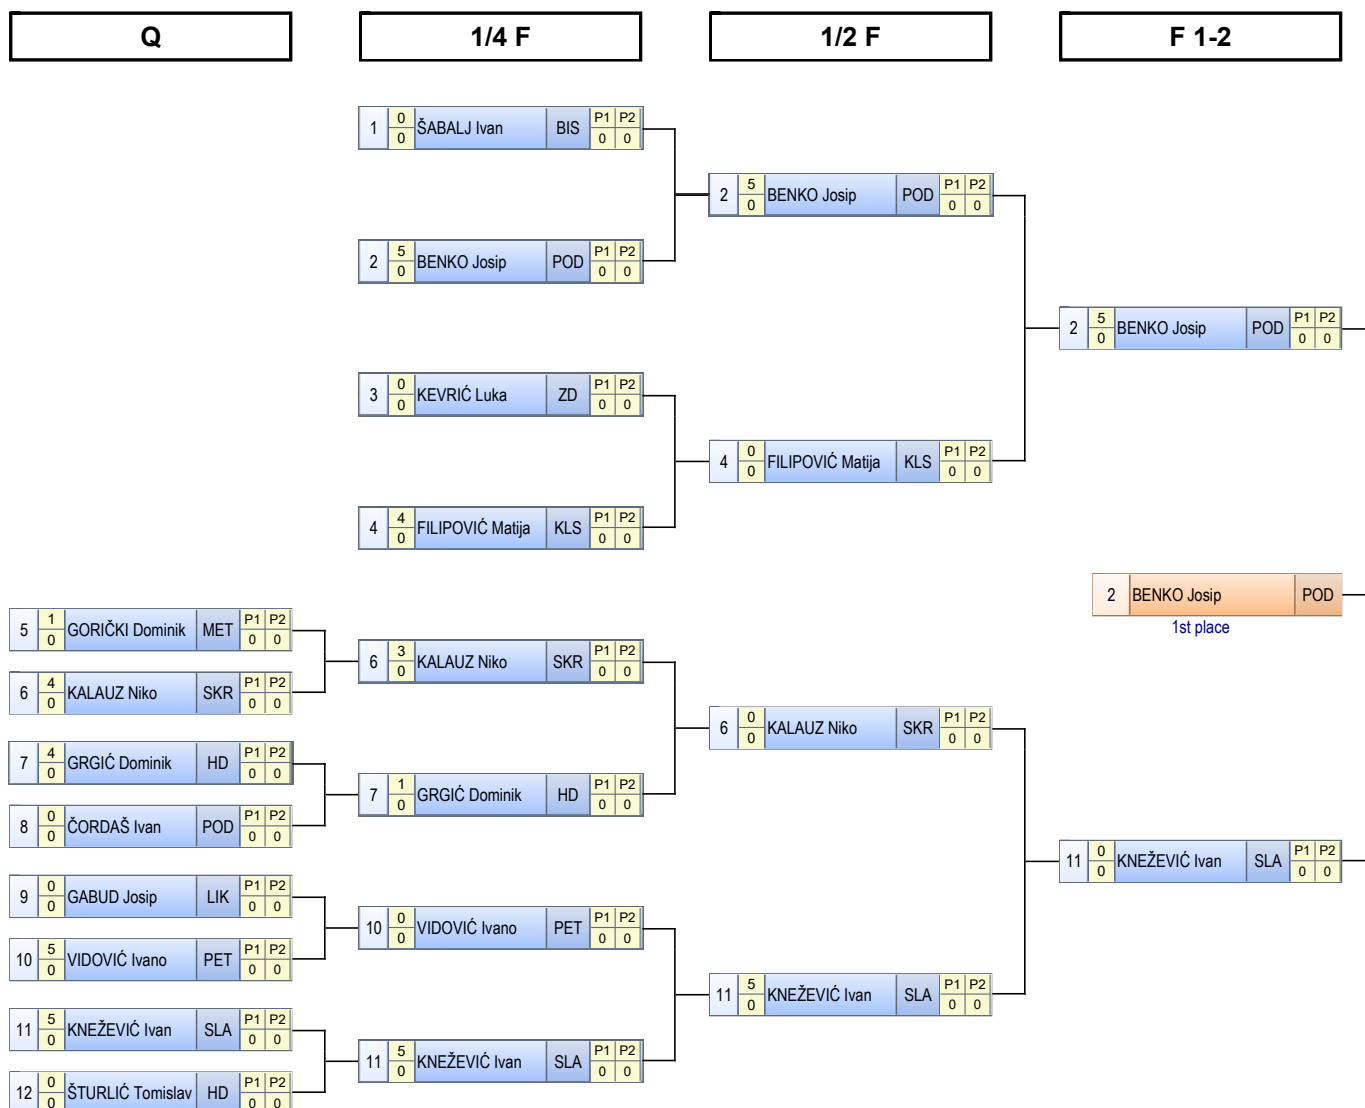 Q 1/4 F 1/2 F F 1-2
1 0 0 ŠABALJ Ivan BIS P1 P2 0 0
2 5 0 BENKO Josip POD P1 P2 0 0
2 5 0 BENKO Josip POD P1 P2 0 0
2 5 0 BENKO Josip POD P1 P2 0 0
3 0 0 KEVRIĆ Luka ZD P1 P2 0 0
4 0 0 FILIPOVIĆ Matija KLS P1 P2 0 0
4 4 0 FILIPOVIĆ Matija KLS P1 P2 0 0
2 BENKO Josip POD
1st place
5 1 0 GORIČKI Dominik MET P1 P2 0 0
6 3 0 KALAUZ Niko SKR P1 P2 0 0
6 4 0 KALAUZ Niko SKR P1 P2 0 0
6 0 0 KALAUZ Niko SKR P1 P2 0 0
7 4 0 GRGIĆ Dominik HD P1 P2 0 0
7 1 0 GRGIĆ Dominik HD P1 P2 0 0
8 0 0 ČORDAŠ Ivan POD P1 P2 0 0
11 0 0 KNEŽEVIĆ Ivan SLA P1 P2 0 0
9 0 0 GABUD Josip LIK P1 P2 0 0
10 0 0 VIDOVIĆ Ivano PET P1 P2 0 0
10 5 0 VIDOVIĆ Ivano PET P1 P2 0 0
11 5 0 KNEŽEVIĆ Ivan SLA P1 P2 0 0
11 5 0 KNEŽEVIĆ Ivan SLA P1 P2 0 0
11 5 0 KNEŽEVIĆ Ivan SLA P1 P2 0 0
12 0 0 ŠTURLIĆ Tomislav HD P1 P2 0 0